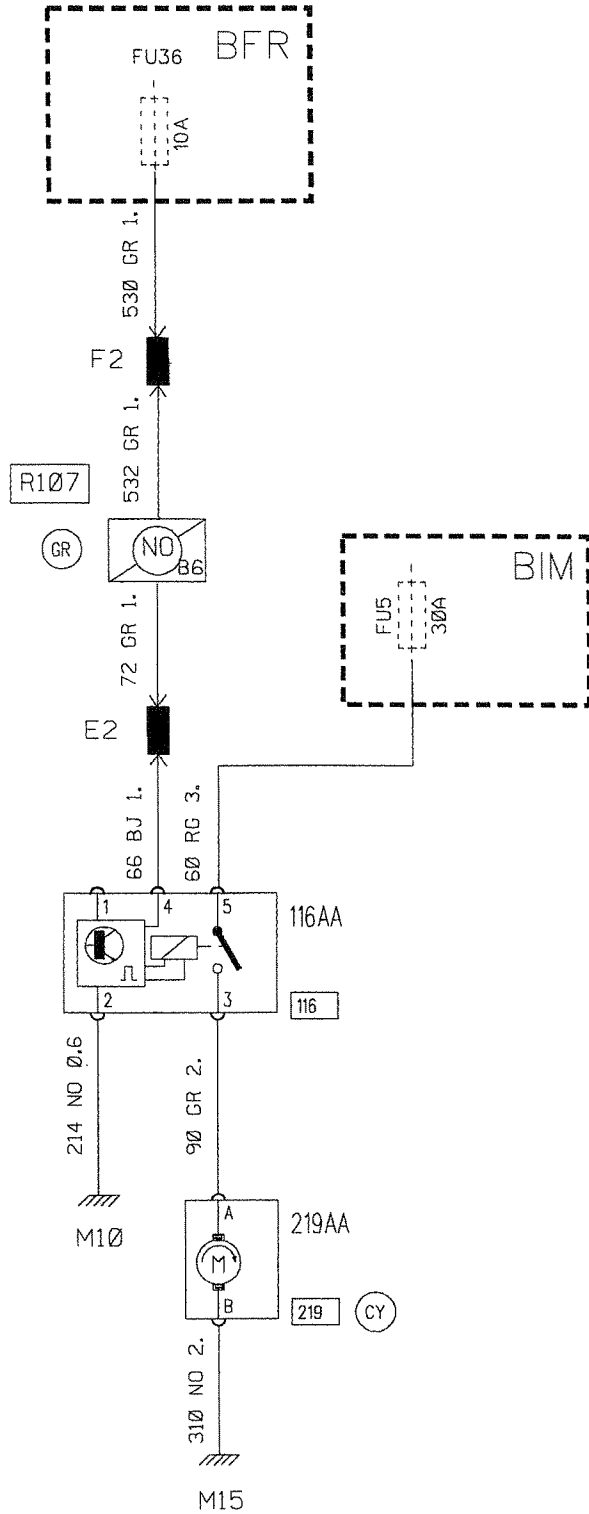 BFR
FU36
10A
530 GR 1.
F2
532 GR 1.
R107
GR
NO
B6
BIM
FU5
30A
72 GR 1.
E2
66 BJ 1.
60 RG 3.
1
4
5
116AA
2
3
116
214 NO 0.6
90 GR 2.
M10
A
219AA
M
B
219
CY
310 NO 2.
M15